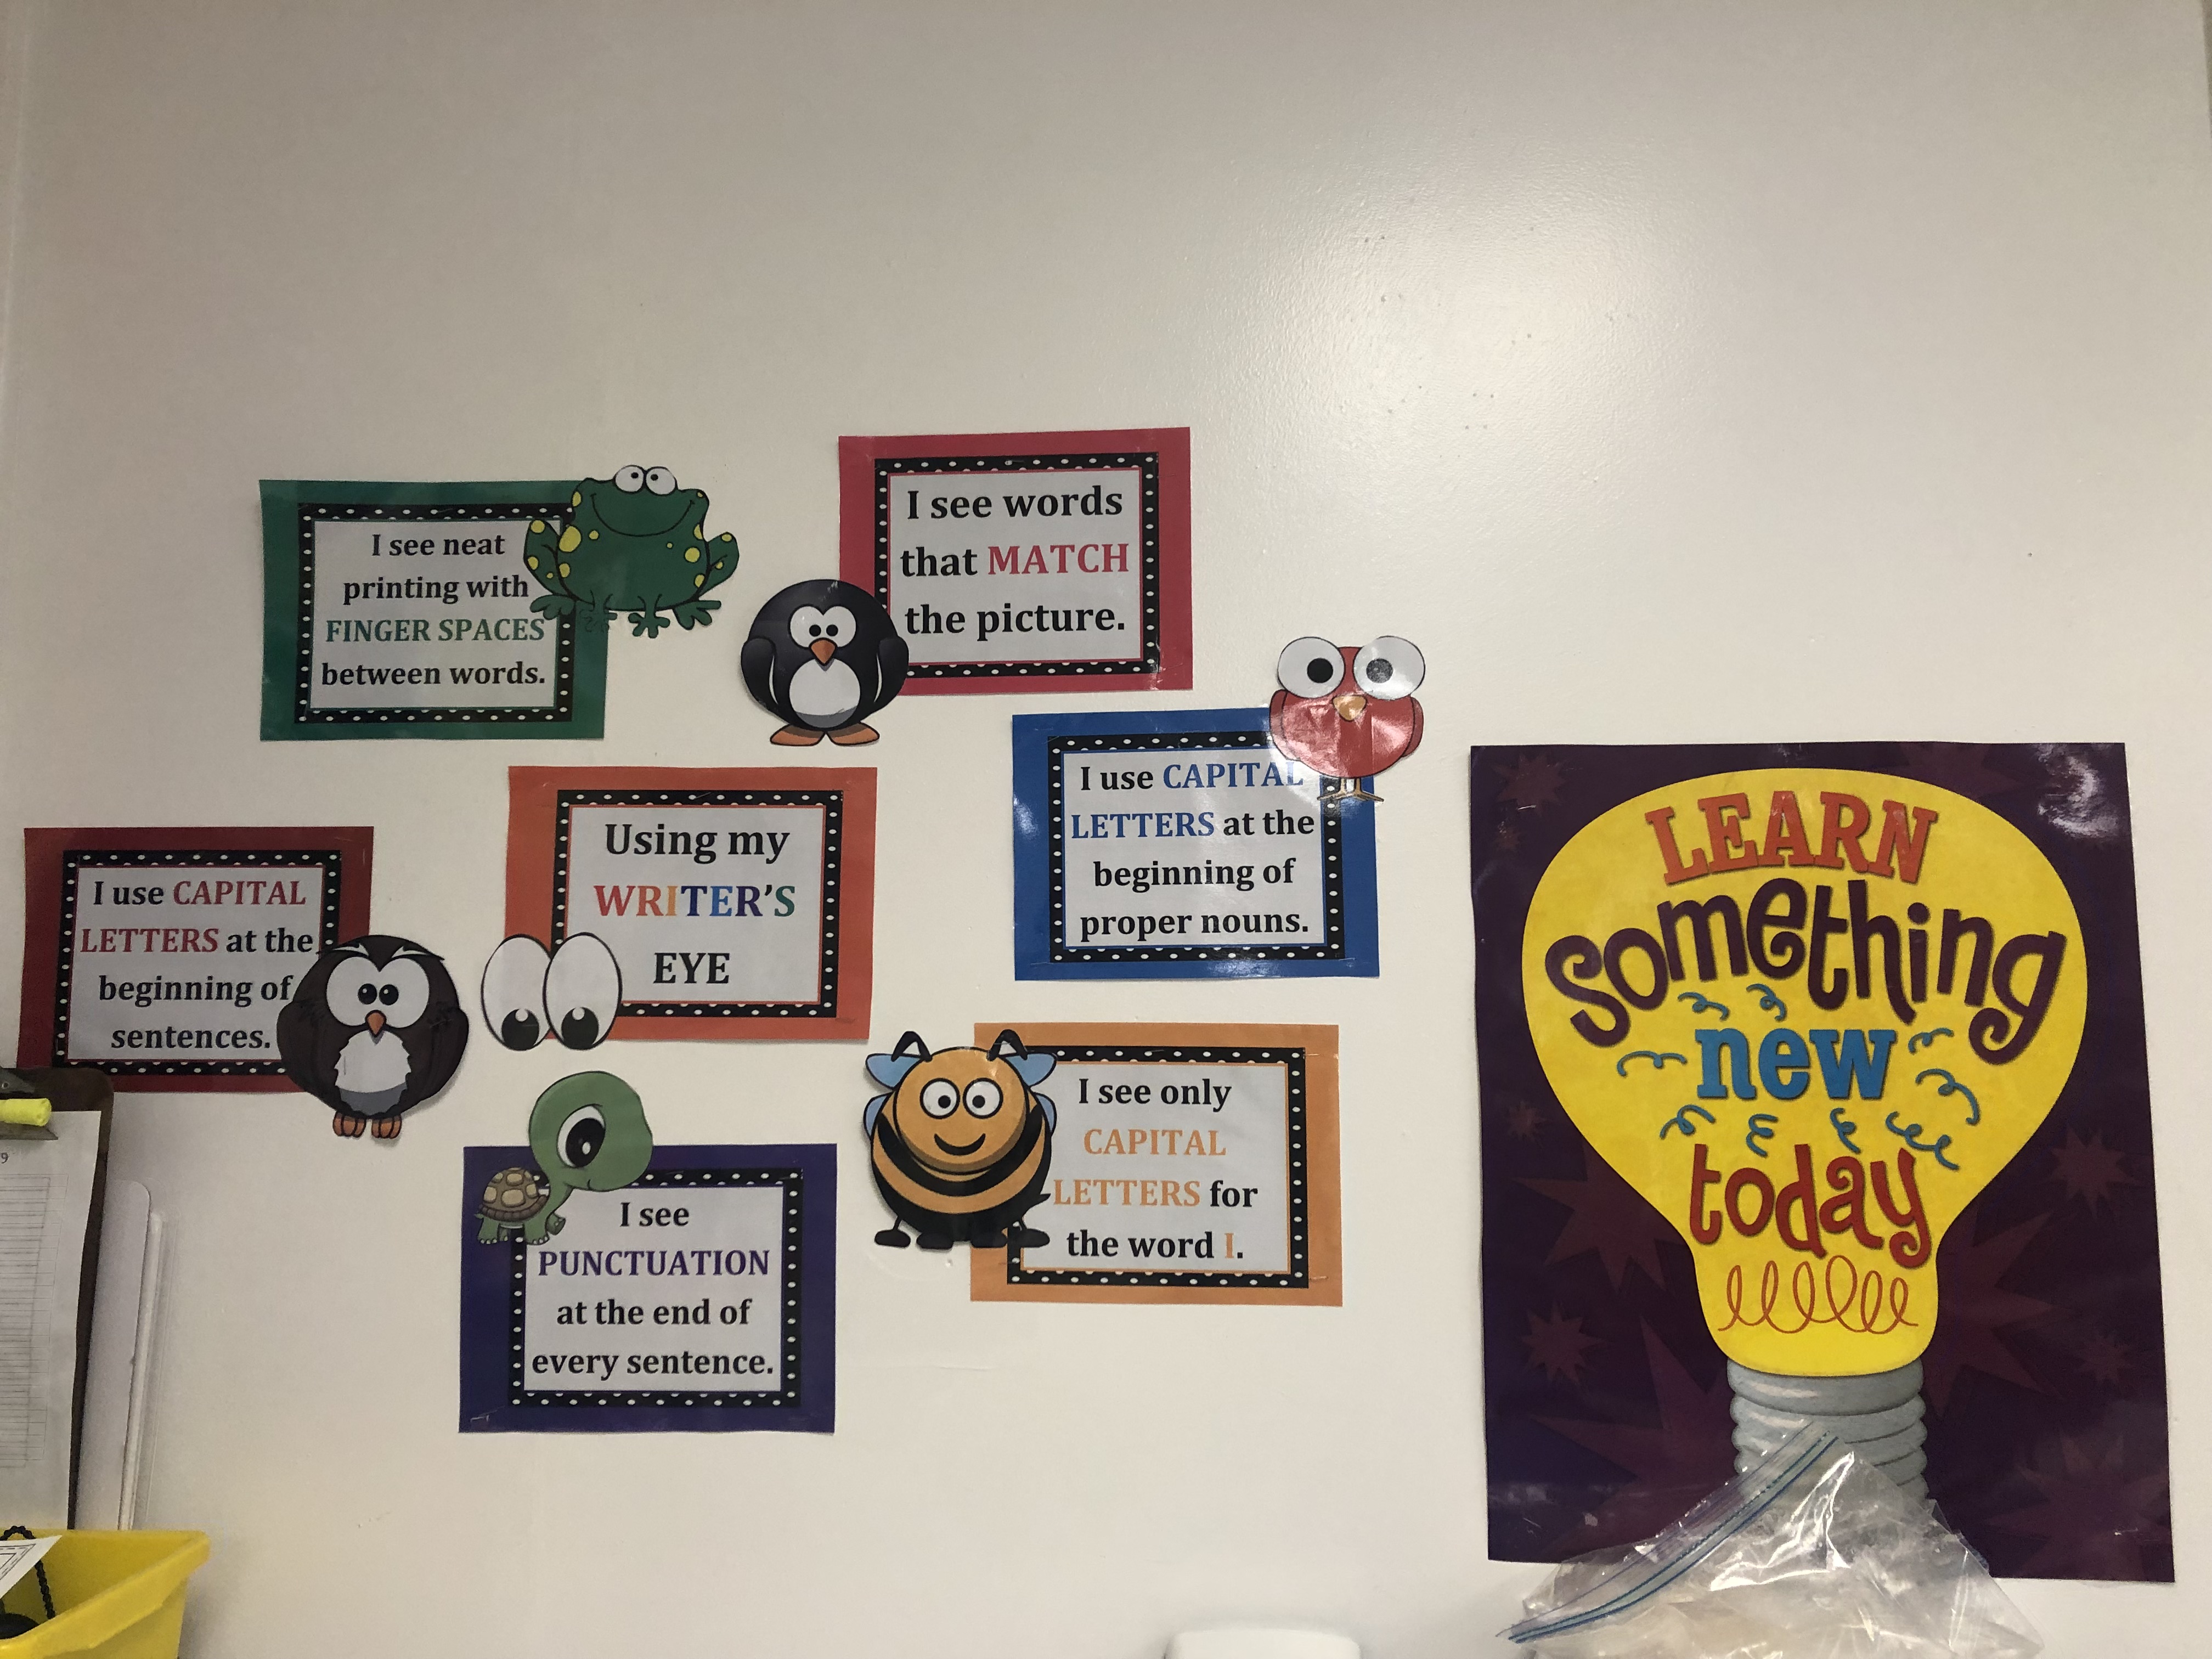 I see neat
printing with
FINGER SPACES
between words.
I see words
that MATCH
the picture.
I use CAPITAL
LETTERS at the
beginning of
proper nouns.
Using my
WRITER'S
EYE
I use CAPITAL
LETTERS at the
beginning of
sentences.
I see only
CAPITAL
LETTERS for
the word I.
I see
PUNCTUATION
at the end of
every sentence.
LEARN
something
new
today
9